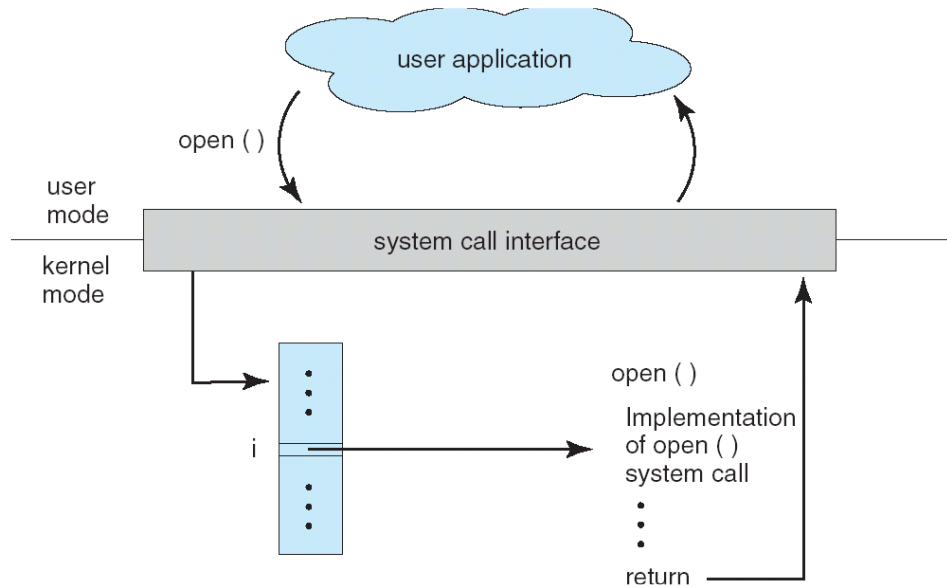 user application
open ( )
user
mode
system call interface
kernel
mode
open ( )
i
Implementation
of open ( )
system call
return